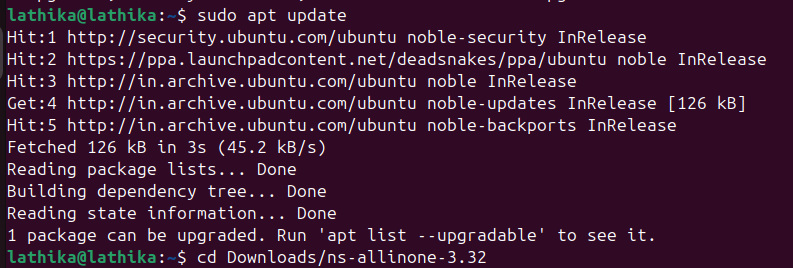 lathika@lathika:~$ sudo apt update
Hit:1 http://security.ubuntu.com/ubuntu noble-security InRelease
Hit:2 https://ppa.launchpadcontent.net/deadsnakes/ppa/ubuntu noble InRelease
Hit:3 http://in.archive.ubuntu.com/ubuntu noble InRelease
Get:4 http://in.archive.ubuntu.com/ubuntu noble-updates InRelease [126 kB]
Hit:5 http://in.archive.ubuntu.com/ubuntu noble-backports InRelease
Fetched 126 kB in 3s (45.2 kB/s)
Reading package lists... Done
Building dependency tree... Done
Reading state information... Done
1 package can be upgraded. Run 'apt list --upgradable' to see it.
lathika@lathika:~$ cd Downloads/ns-allinone-3.32